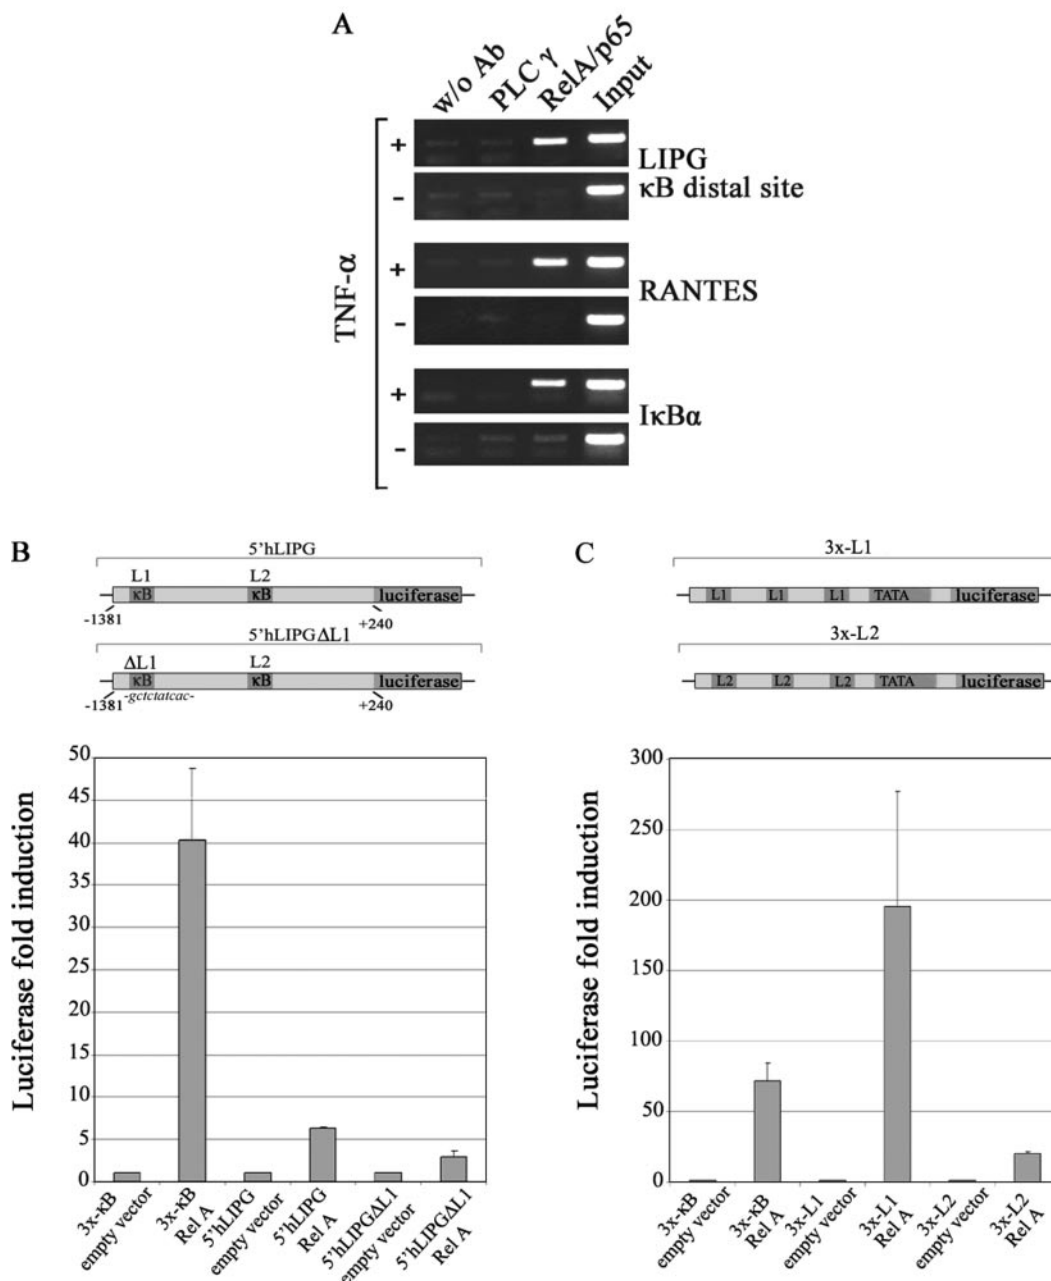 A
w/o Ab
PLC γ
RelA/p65
Input
TNF-α
+
LIPG
-
κB distal site
+
RANTES
-
+
IκBα
-
B
5'hLIPG
L1 L2
κB κB luciferase
-1381 +240
5'hLIPGΔL1
ΔL1 L2
κB κB luciferase
-1381 -gctctatcac- +240
Luciferase fold induction
50
45
40
35
30
25
20
15
10
5
0
3x-κB
empty vector
3x-κB
Rel A
5'hLIPG
empty vector
5'hLIPG
Rel A
5'hLIPGΔL1
empty vector
5'hLIPGΔL1
Rel A
C
3x-L1
L1 L1 L1 TATA luciferase
3x-L2
L2 L2 L2 TATA luciferase
Luciferase fold induction
300
250
200
150
100
50
0
3x-κB
empty vector
3x-κB
Rel A
3x-L1
empty vector
3x-L1
Rel A
3x-L2
empty vector
3x-L2
Rel A